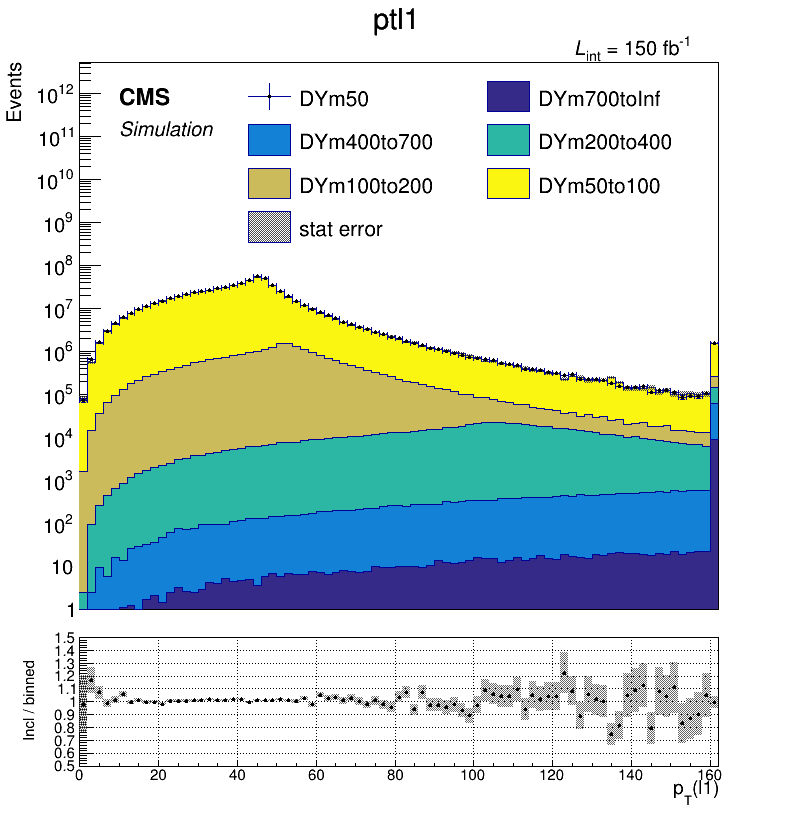 ptl1
L_int = 150 fb^-1
Events
CMS
Simulation
DYm50
DYm700toInf
DYm400to700
DYm200to400
DYm100to200
DYm50to100
stat error
10^12
10^11
10^10
10^9
10^8
10^7
10^6
10^5
10^4
10^3
10^2
10
1
Incl / binned
1.5
1.4
1.3
1.2
1.1
1
0.9
0.8
0.7
0.6
0.5
0 20 40 60 80 100 120 140 160
p_T(l1)